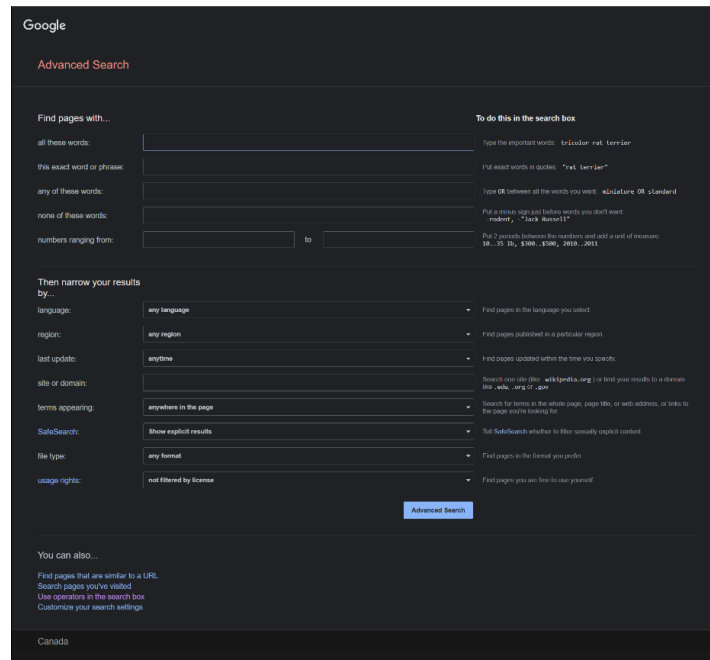 Google
Advanced Search
Find pages with...
To do this in the search box
all these words:
Type the important words: tricolor rat terrier
this exact word or phrase:
Put exact words in quotes: "rat terrier"
any of these words:
Type OR between all the words you want: miniature OR standard
none of these words:
Put a minus sign just before words you don't want:
-rodent, -"Jack Russell"
numbers ranging from:
to
Put 2 periods between the numbers and add a unit of measure:
10..35 lb, $300..$500, 2010..2011
Then narrow your results
by...
language:
any language
Find pages in the language you select.
region:
any region
Find pages published in a particular region.
last update:
anytime
Find pages updated within the time you specify.
site or domain:
Search one site (like wikipedia.org ) or limit your results to a domain
like .edu, .org or .gov
terms appearing:
anywhere in the page
Search for terms in the whole page, page title, or web address, or links to
the page you're looking for.
SafeSearch:
Show explicit results
Tell SafeSearch whether to filter sexually explicit content.
file type:
any format
Find pages in the format you prefer.
usage rights:
not filtered by license
Find pages you are free to use yourself.
Advanced Search
You can also...
Find pages that are similar to a URL
Search pages you've visited
Use operators in the search box
Customize your search settings
Canada